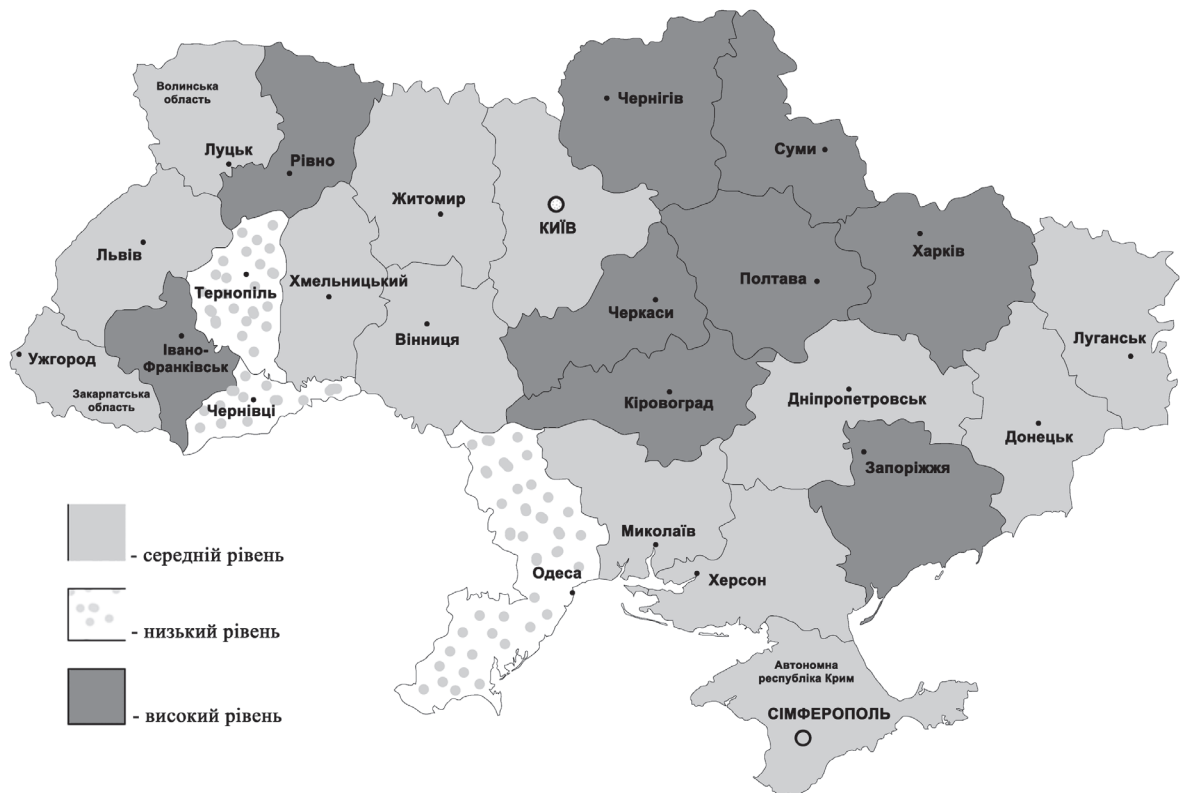 Чернігів
Волинська
область
Суми
Луцьк
Рівно
Житомир
КИЇВ
Харків
Львів
Полтава
Хмельницький
Тернопіль
Черкаси
Вінниця
Луганськ
Івано-
Франківськ
Ужгород
Закарпатська
область
Чернівці
Кіровоград
Дніпропетровськ
Донецьк
Запоріжжя
Миколаїв
Одеса
Херсон
- середній рівень
- низький рівень
- високий рівень
Автономна
республіка Крим
СІМФЕРОПОЛЬ